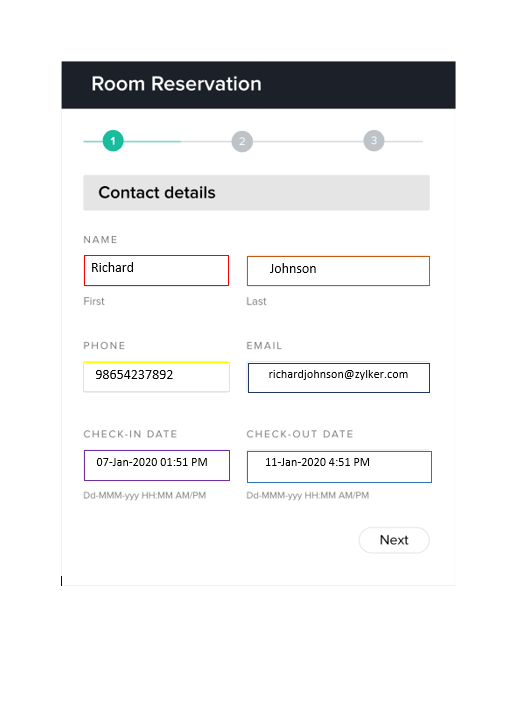 Room Reservation
1 2 3
Contact details
NAME
Richard Johnson
First Last
PHONE EMAIL
98654237892 richardjohnson@zylker.com
CHECK-IN DATE CHECK-OUT DATE
07-Jan-2020 01:51 PM 11-Jan-2020 4:51 PM
Dd-MMM-yyy HH:MM AM/PM Dd-MMM-yyy HH:MM AM/PM
Next